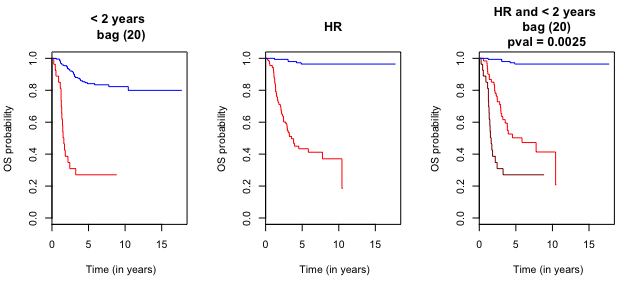 < 2 years
bag (20)
OS probability
1.0
0.8
0.6
0.4
0.2
0.0
0 5 10 15
Time (in years)
HR
OS probability
1.0
0.8
0.6
0.4
0.2
0.0
0 5 10 15
Time (in years)
HR and < 2 years
bag (20)
pval = 0.0025
OS probability
1.0
0.8
0.6
0.4
0.2
0.0
0 5 10 15
Time (in years)